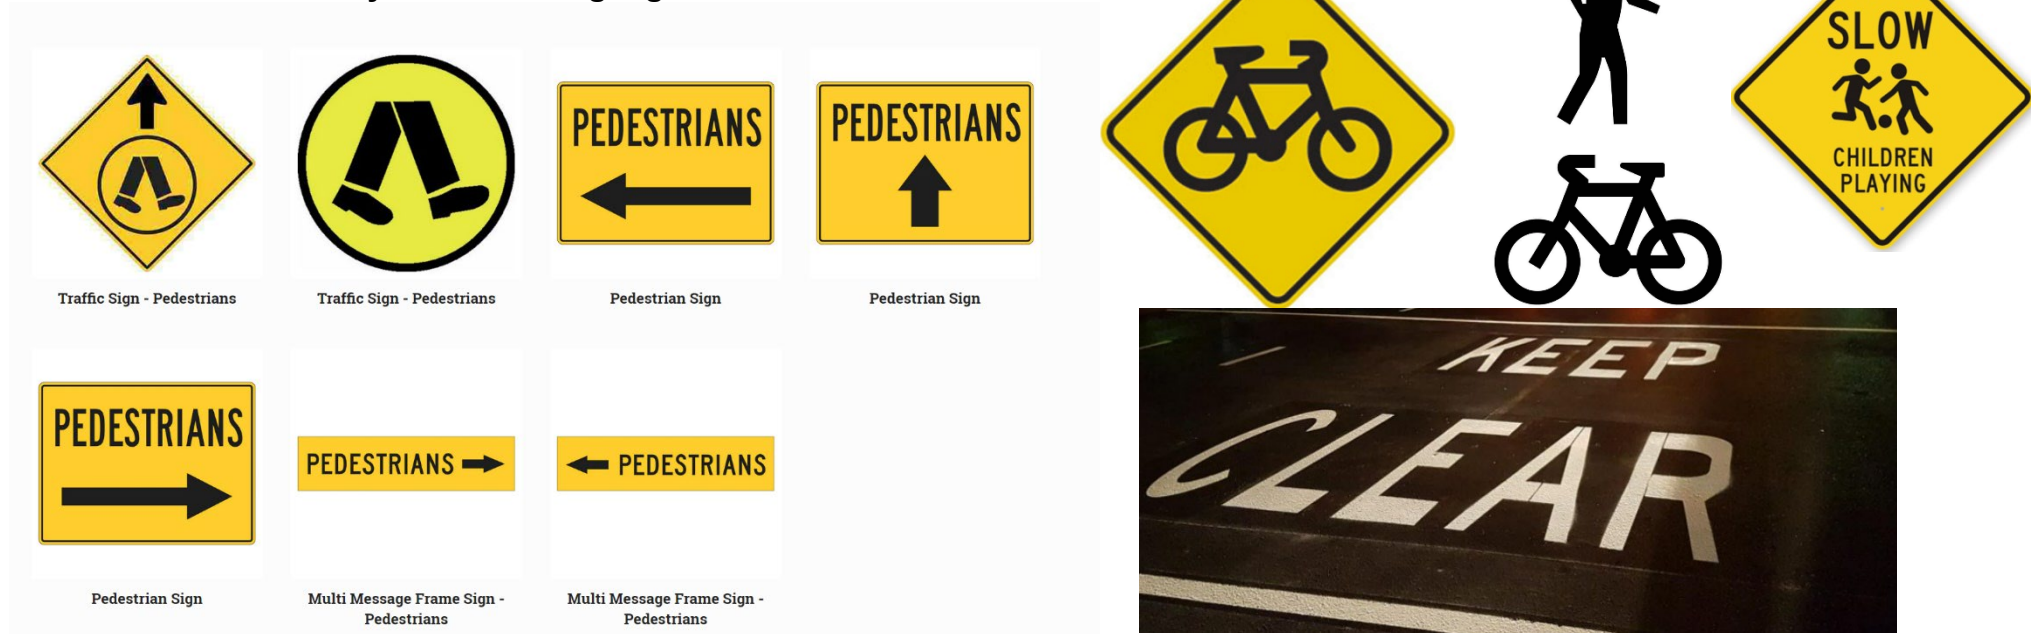 PEDESTRIANS
PEDESTRIANS
Traffic Sign - Pedestrians
Traffic Sign - Pedestrians
Pedestrian Sign
Pedestrian Sign
PEDESTRIANS
PEDESTRIANS
PEDESTRIANS
Pedestrian Sign
Multi Message Frame Sign -
Pedestrians
Multi Message Frame Sign -
Pedestrians
SLOW
CHILDREN
PLAYING
KEEP
CLEAR